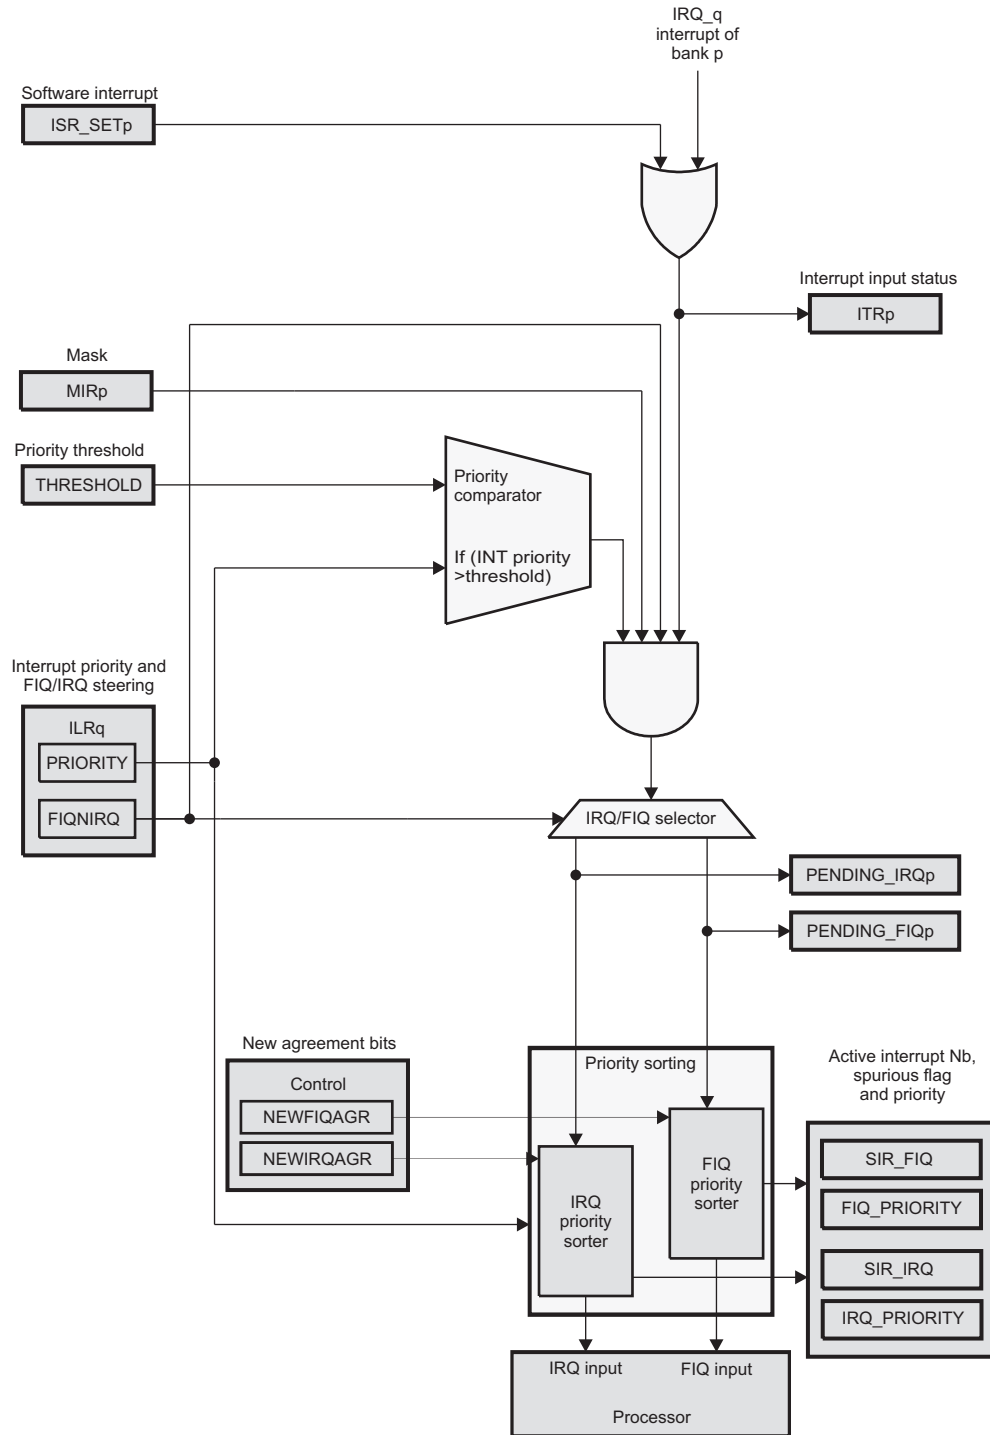 IRQ_q
interrupt of
bank p
Software interrupt
ISR_SETp
Interrupt input status
ITRp
Mask
MIRp
Priority threshold
THRESHOLD
Priority
comparator
If (INT priority
>threshold)
Interrupt priority and
FIQ/IRQ steering
ILRq
PRIORITY
FIQNIRQ
IRQ/FIQ selector
PENDING_IRQp
PENDING_FIQp
New agreement bits
Control
NEWFIQAGR
NEWIRQAGR
Priority sorting
IRQ
priority
sorter
FIQ
priority
sorter
Active interrupt Nb,
spurious flag
and priority
SIR_FIQ
FIQ_PRIORITY
SIR_IRQ
IRQ_PRIORITY
IRQ input
FIQ input
Processor